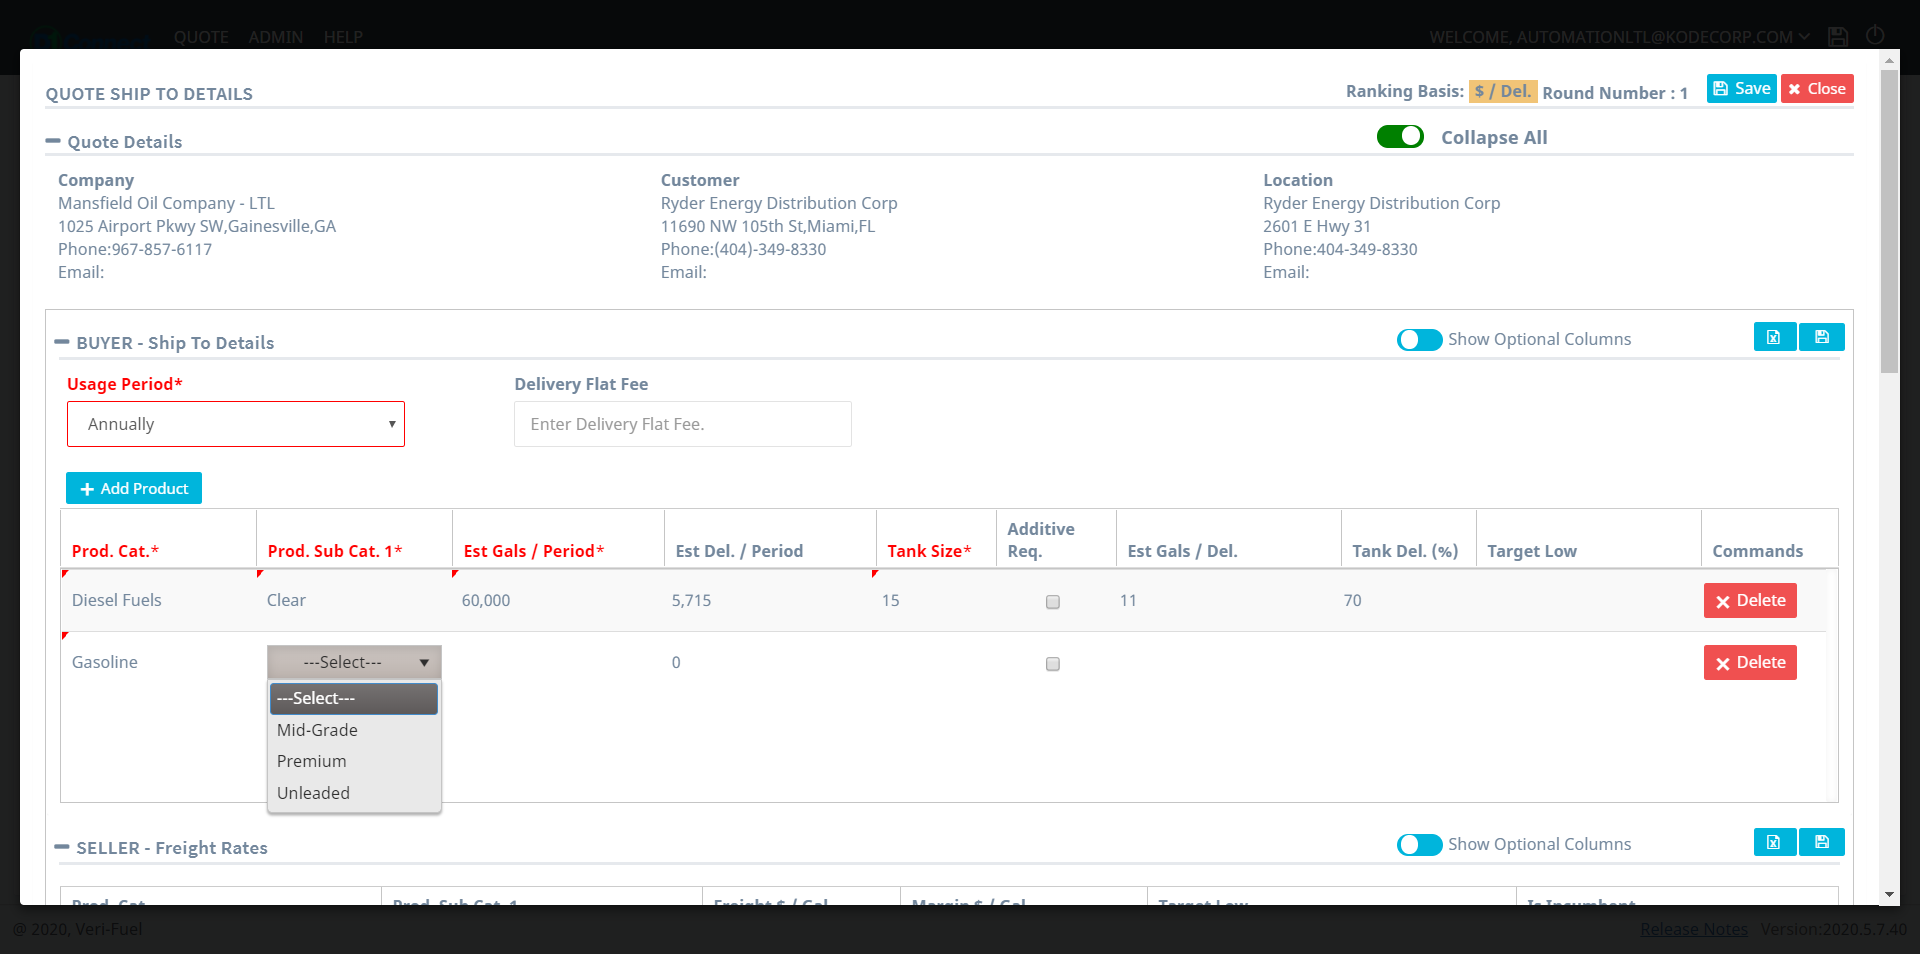 QUOTE ADMIN HELP
WELCOME, AUTOMATIONLTL@KODECORP.COM
QUOTE SHIP TO DETAILS
Ranking Basis: $ / Del. Round Number : 1 Save Close
Quote Details
Collapse All
Company
Mansfield Oil Company - LTL
1025 Airport Pkwy SW,Gainesville,GA
Phone:967-857-6117
Email:
Customer
Ryder Energy Distribution Corp
11690 NW 105th St,Miami,FL
Phone:(404)-349-8330
Email:
Location
Ryder Energy Distribution Corp
2601 E Hwy 31
Phone:404-349-8330
Email:
BUYER - Ship To Details
Show Optional Columns
Usage Period*
Annually
Delivery Flat Fee
Enter Delivery Flat Fee.
Add Product
Prod. Cat.* Prod. Sub Cat. 1* Est Gals / Period* Est Del. / Period Tank Size* Additive Req. Est Gals / Del. Tank Del. (%) Target Low Commands
Diesel Fuels Clear 60,000 5,715 15 11 70 Delete
Gasoline ---Select--- 0 Delete
---Select---
Mid-Grade
Premium
Unleaded
SELLER - Freight Rates
Show Optional Columns
Prod. Cat. Prod. Sub Cat. 1 Freight $ / Gal. Margin $ / Gal. Target Low Is Incumbent
@ 2020, Veri-Fuel
Release Notes Version:2020.5.7.40